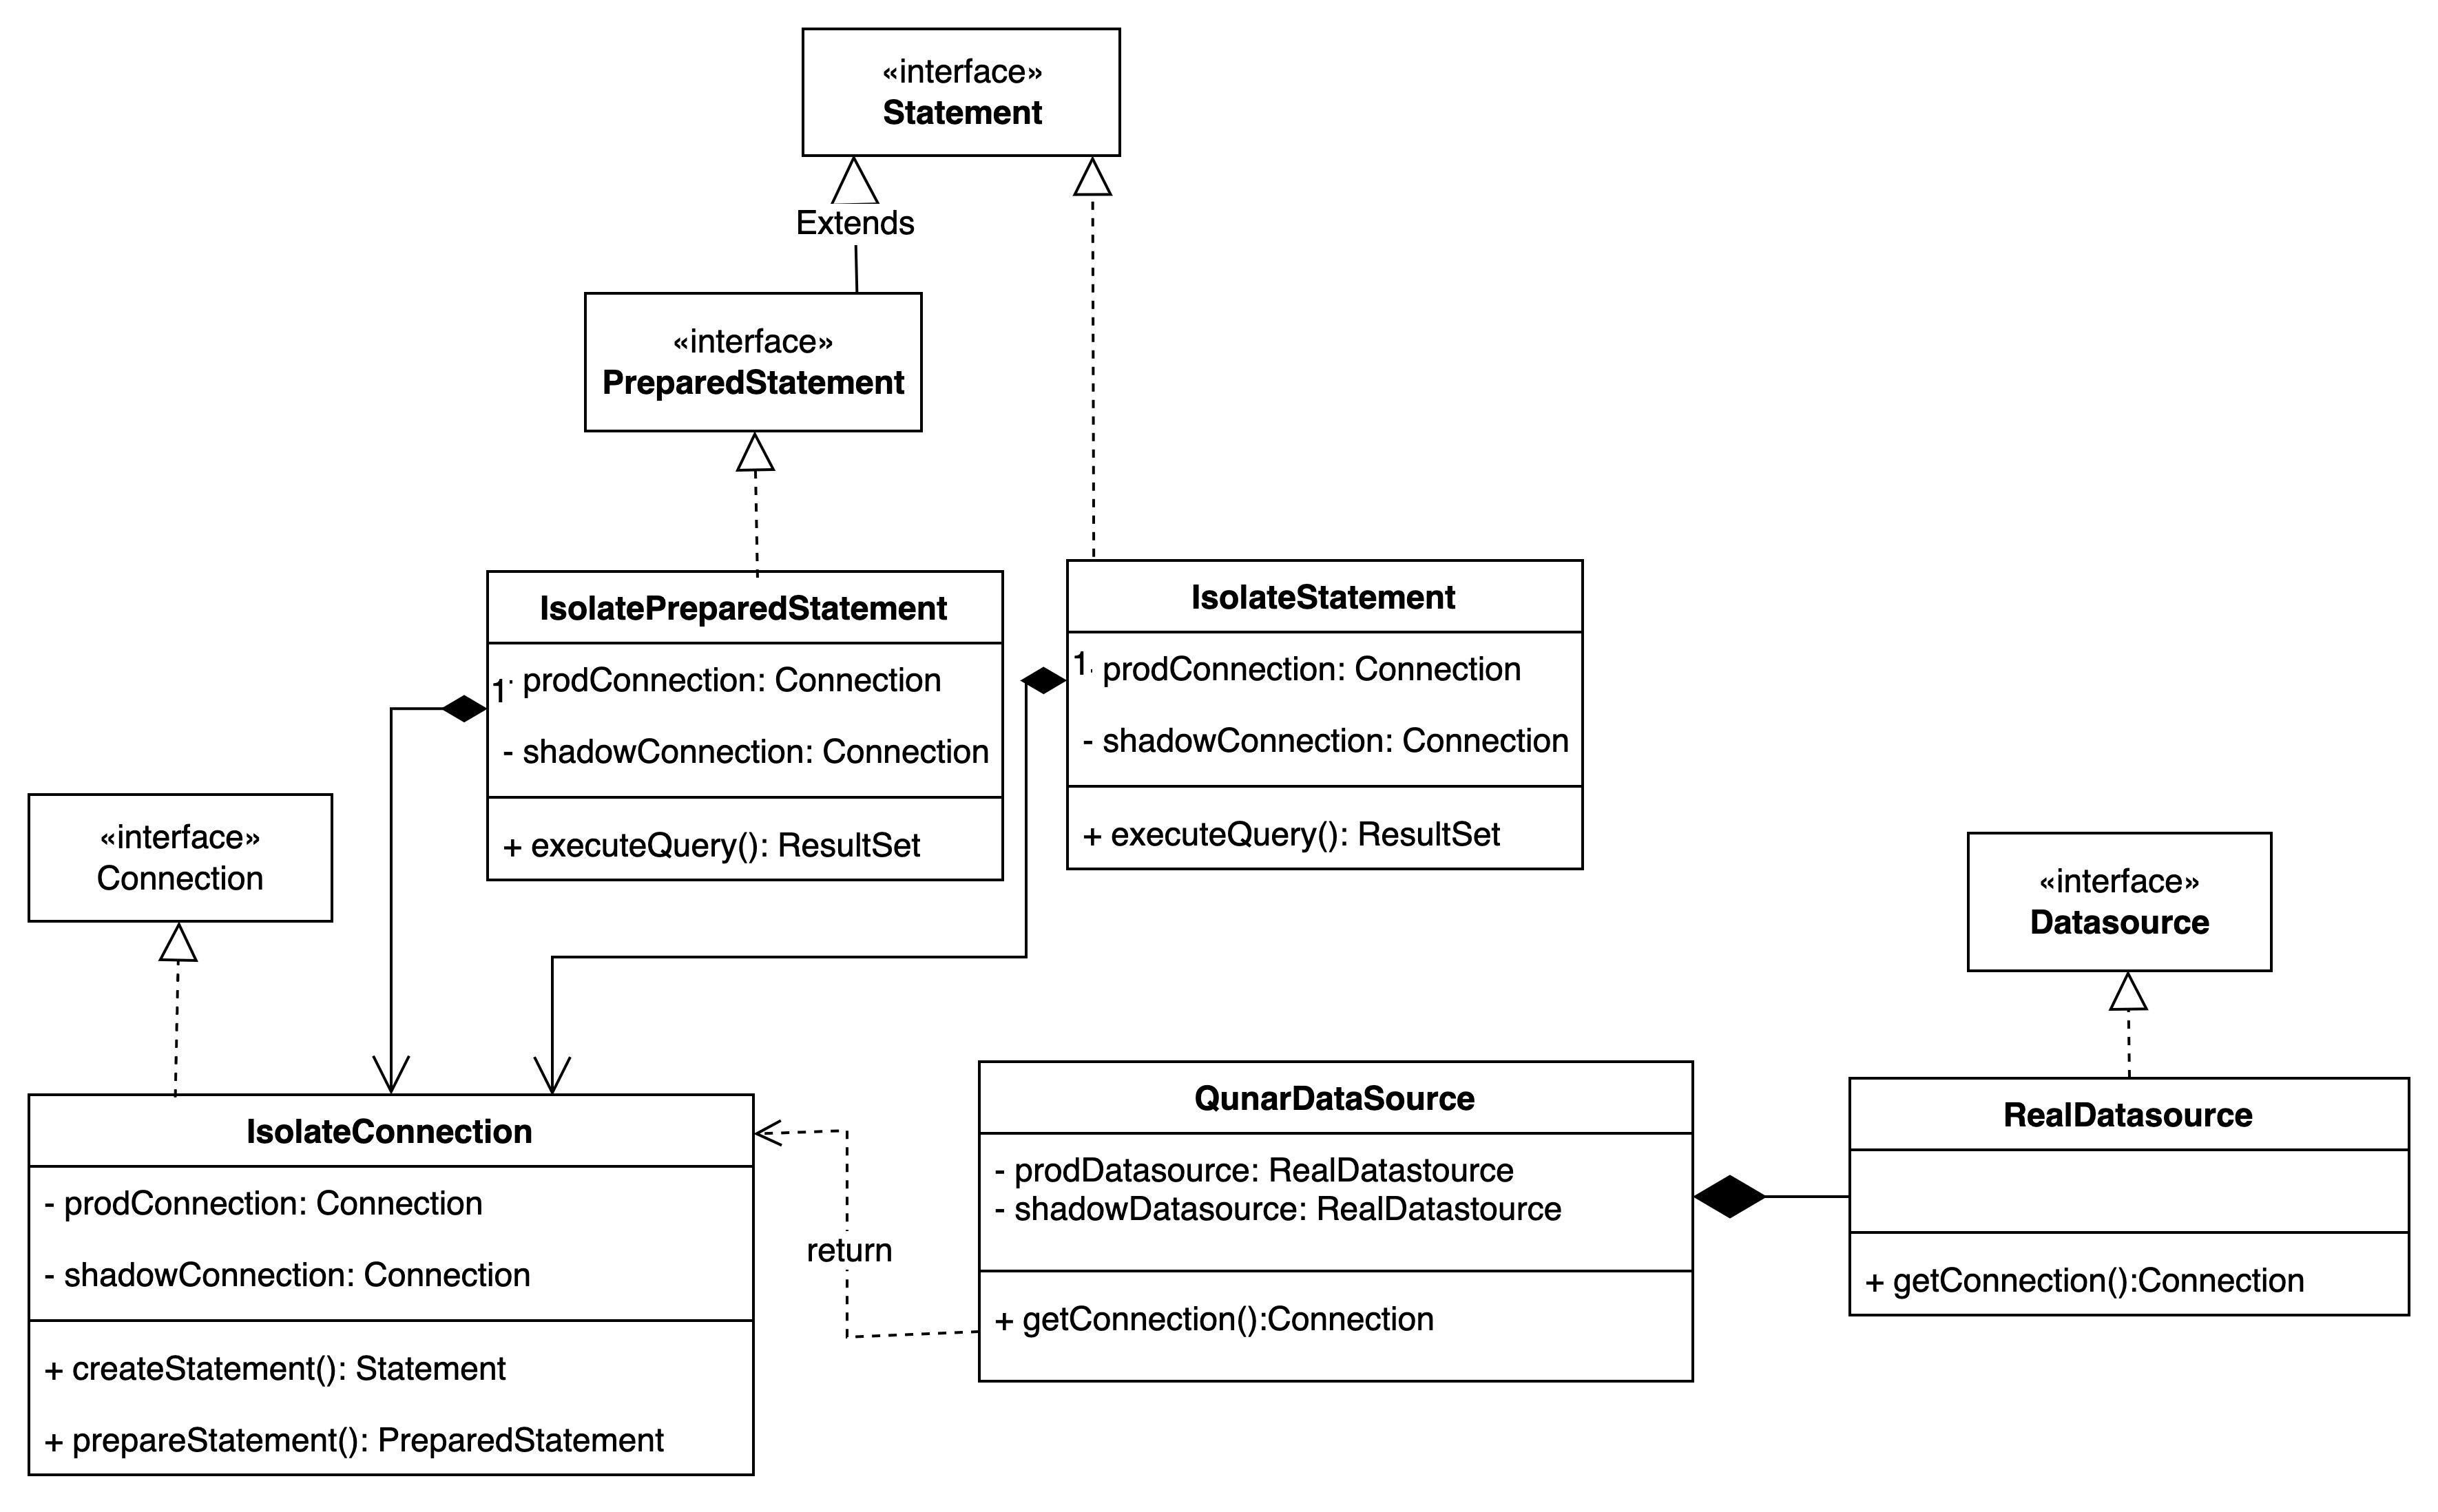 «interface»
Statement
Extends
«interface»
PreparedStatement
IsolatePreparedStatement
1
- prodConnection: Connection
- shadowConnection: Connection
+ executeQuery(): ResultSet
IsolateStatement
1
- prodConnection: Connection
- shadowConnection: Connection
+ executeQuery(): ResultSet
«interface»
Connection
«interface»
Datasource
IsolateConnection
- prodConnection: Connection
- shadowConnection: Connection
+ createStatement(): Statement
+ prepareStatement(): PreparedStatement
return
QunarDataSource
- prodDatasource: RealDatastource
- shadowDatasource: RealDatastource
+ getConnection():Connection
RealDatasource
+ getConnection():Connection